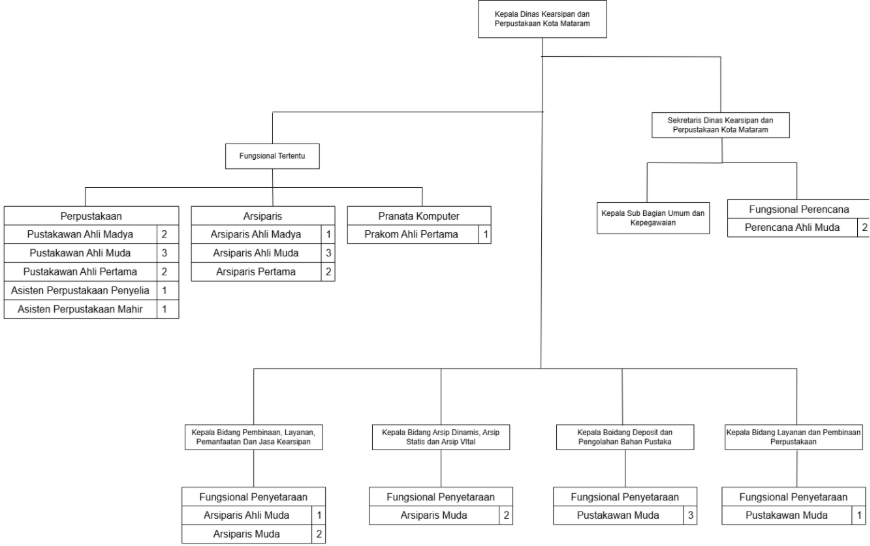 Kepala Dinas Kearsipan dan
Perpustakaan Kota Mataram
Sekretaris Dinas Kearsipan dan
Perpustakaan Kota Mataram
Fungsional Tertentu
Kepala Sub Bagian Umum dan
Kepegawaian
Fungsional Perencana
Perencana Ahli Muda 2
Perpustakaan
Pustakawan Ahli Madya 2
Pustakawan Ahli Muda 3
Pustakawan Ahli Pertama 2
Asisten Perpustakaan Penyelia 1
Asisten Perpustakaan Mahir 1
Arsiparis
Arsiparis Ahli Madya 1
Arsiparis Ahli Muda 3
Arsiparis Pertama 2
Pranata Komputer
Prakom Ahli Pertama 1
Kepala Bidang Pembinaan, Layanan,
Pemanfaatan Dan Jasa Kearsipan
Fungsional Penyetaraan
Arsiparis Ahli Muda 1
Arsiparis Muda 2
Kepala Bidang Arsip Dinamis, Arsip
Statis dan Arsip Vital
Fungsional Penyetaraan
Arsiparis Muda 2
Kepala Boidang Deposit dan
Pengolahan Bahan Pustaka
Fungsional Penyetaraan
Pustakawan Muda 3
Kepala Bidang Layanan dan Pembinaan
Perpustakaan
Fungsional Penyetaraan
Pustakawan Muda 1